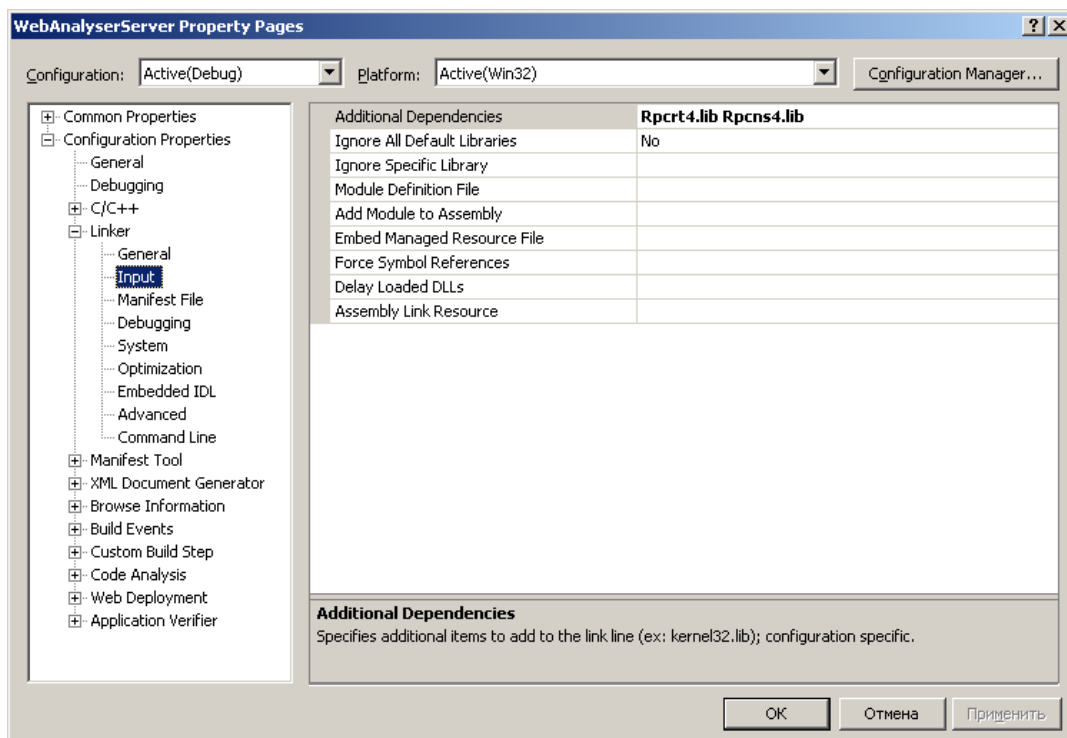 WebAnalyserServer Property Pages
Configuration: Active(Debug) Platform: Active(Win32) Configuration Manager...
Common Properties
Configuration Properties
General
Debugging
C/C++
Linker
General
Input
Manifest File
Debugging
System
Optimization
Embedded IDL
Advanced
Command Line
Manifest Tool
XML Document Generator
Browse Information
Build Events
Custom Build Step
Code Analysis
Web Deployment
Application Verifier
Additional Dependencies Rpcrt4.lib Rpcns4.lib
Ignore All Default Libraries No
Ignore Specific Library
Module Definition File
Add Module to Assembly
Embed Managed Resource File
Force Symbol References
Delay Loaded DLLs
Assembly Link Resource
Additional Dependencies
Specifies additional items to add to the link line (ex: kernel32.lib); configuration specific.
OK Отмена Применить